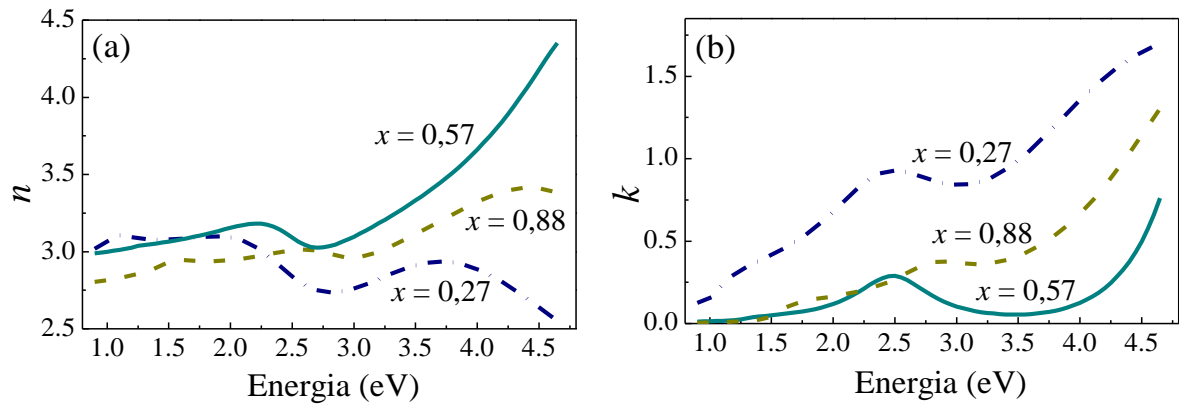 (a)
4.5
4.0
3.5
3.0
2.5
n
x = 0,57
x = 0,88
x = 0,27
1.0 1.5 2.0 2.5 3.0 3.5 4.0 4.5
Energia (eV)
(b)
1.5
1.0
0.5
0.0
k
x = 0,27
x = 0,88
x = 0,57
1.0 1.5 2.0 2.5 3.0 3.5 4.0 4.5
Energia (eV)